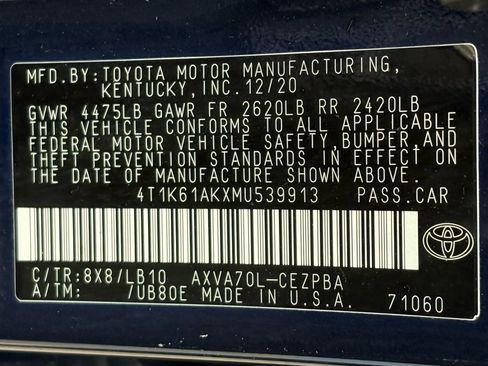 MFD.BY:TOYOTA MOTOR MANUFACTURING,
KENTUCKY,INC.12/20
GVWR 4475LB GAWR FR 2620LB RR 2420LB
THIS VEHICLE CONFORMS TO ALL APPLICABLE
FEDERAL MOTOR VEHICLE SAFETY,BUMPER,AND
THEFT PREVENTION STANDARDS IN EFFECT ON
THE DATE OF MANUFACTURE SHOWN ABOVE.
4T1K61AKXMU539913 PASS.CAR
C/TR:8X8/LB10 AXVA70L-CEZPBA
A/TM: /UB80E MADE IN U.S.A. 71060